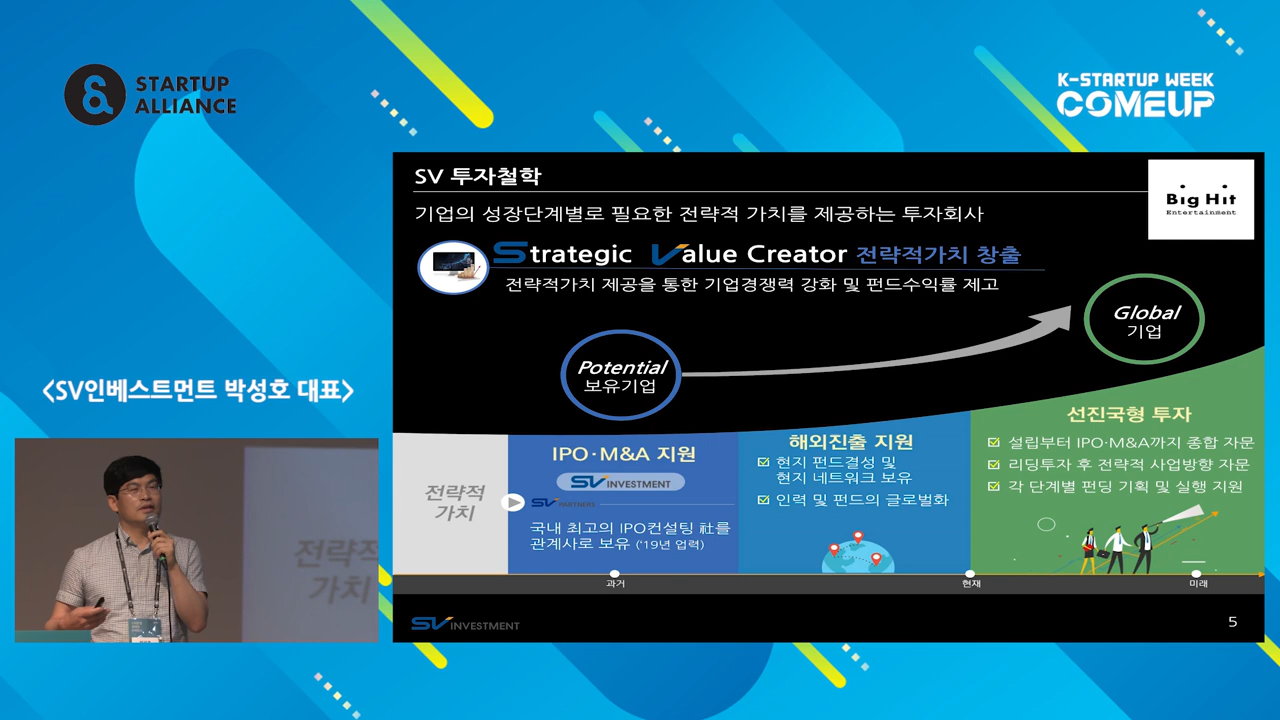 STARTUP
ALLIANCE
K-STARTUP WEEK
COMEUP
SV 투자철학
기업의 성장단계별로 필요한 전략적 가치를 제공하는 투자회사
Big Hit
Entertainment
Strategic Value Creator 전략적가치 창출
전략적가치 제공을 통한 기업경쟁력 강화 및 펀드수익률 제고
Global
기업
Potential
보유기업
<SV인베스트먼트 박성호 대표>
전략적
가치
IPO·M&A 지원
SV INVESTMENT
SV PARTNERS
국내 최고의 IPO컨설팅 社를
관계사로 보유 ('19년 업력)
해외진출 지원
현지 펀드결성 및
현지 네트워크 보유
인력 및 펀드의 글로벌화
선진국형 투자
설립부터 IPO·M&A까지 종합 자문
리딩투자 후 전략적 사업방향 자문
각 단계별 펀딩 기획 및 실행 지원
과거
현재
미래
SV INVESTMENT
5
전략적
가치